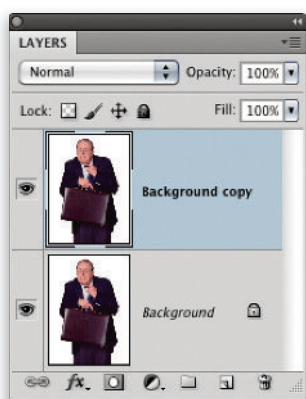 LAYERS
Normal Opacity: 100%
Lock: Fill: 100%
Background copy
Background
fx.